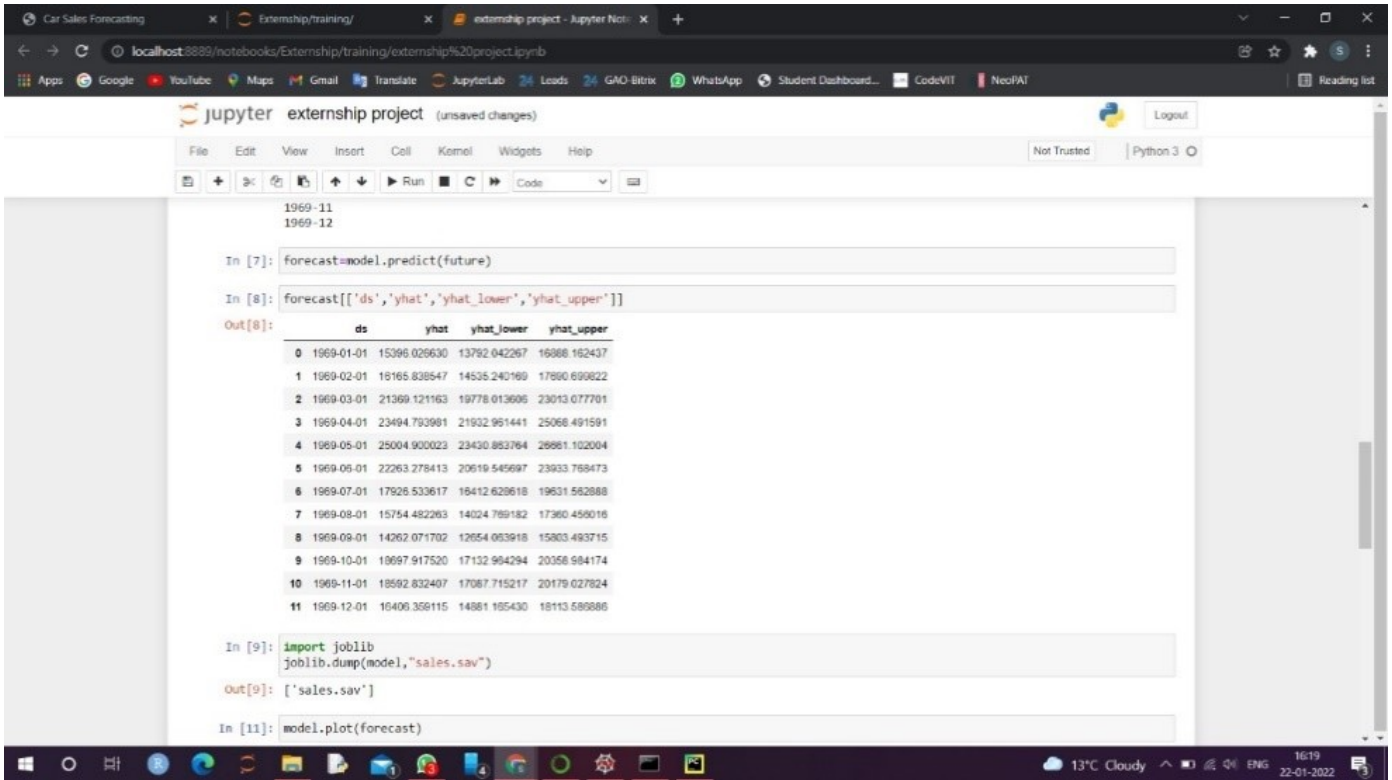 Car Sales Forecasting
Externship/training/
externship project - Jupyter Not
localhost:8889/notebooks/Externship/training/externship%20project.ipynb
Apps Google YouTube Maps Gmail Translate JupyterLab 24 Leads 24 GAO-Bitrix WhatsApp Student Dashboard... CodeVIT NeoPAT Reading list
jupyter externship project (unsaved changes) Logout
File Edit View Insert Cell Kernel Widgets Help Not Trusted Python 3
Run Code
1969-11
1969-12
In [7]: forecast=model.predict(future)
In [8]: forecast[['ds','yhat','yhat_lower','yhat_upper']]
Out[8]:
ds yhat yhat_lower yhat_upper
0 1969-01-01 15396.026630 13792.042267 16888.162437
1 1969-02-01 16165.838547 14535.240169 17690.699822
2 1969-03-01 21369.121163 19778.013606 23013.077701
3 1969-04-01 23494.793981 21932.961441 25068.491591
4 1969-05-01 25004.900023 23430.863764 26661.102004
5 1969-06-01 22263.278413 20619.545697 23933.768473
6 1969-07-01 17926.533617 16412.628618 19631.562888
7 1969-08-01 15754.482263 14024.769182 17360.456016
8 1969-09-01 14262.071702 12654.063918 15803.493715
9 1969-10-01 18697.917520 17132.964294 20358.984174
10 1969-11-01 18592.832407 17087.715217 20179.027824
11 1969-12-01 16406.359115 14881.165430 18113.586886
In [9]: import joblib
joblib.dump(model,"sales.sav")
Out[9]: ['sales.sav']
In [11]: model.plot(forecast)
13°C Cloudy ENG 16:19
22-01-2022